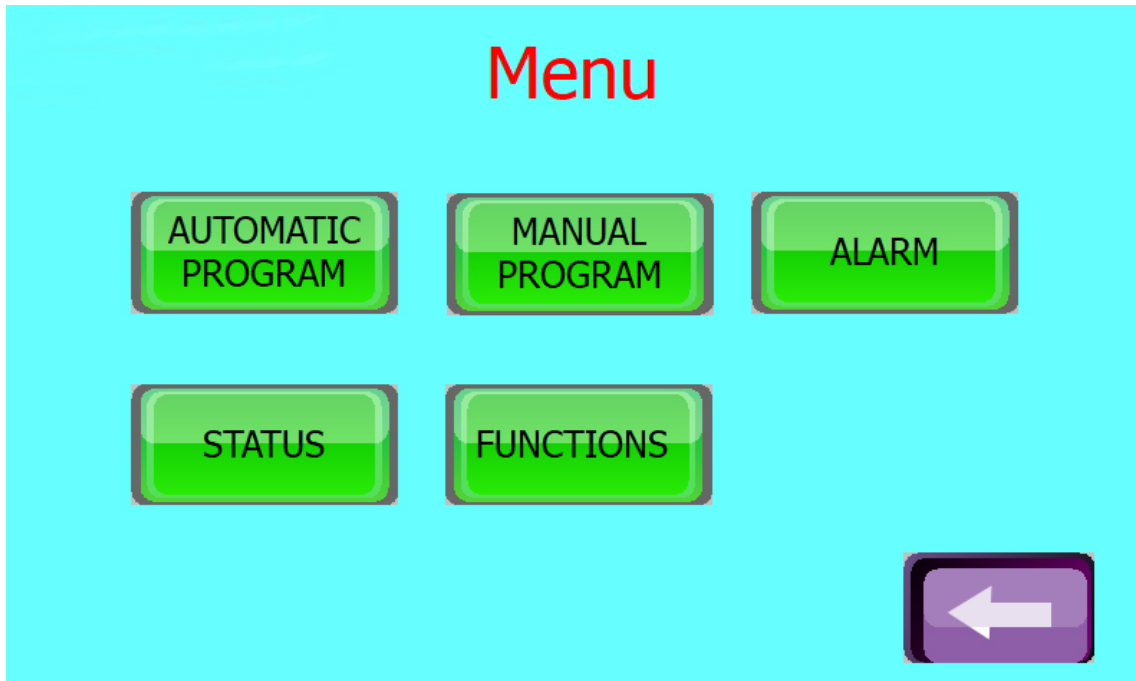 Menu
AUTOMATIC
PROGRAM
MANUAL
PROGRAM
ALARM
STATUS
FUNCTIONS